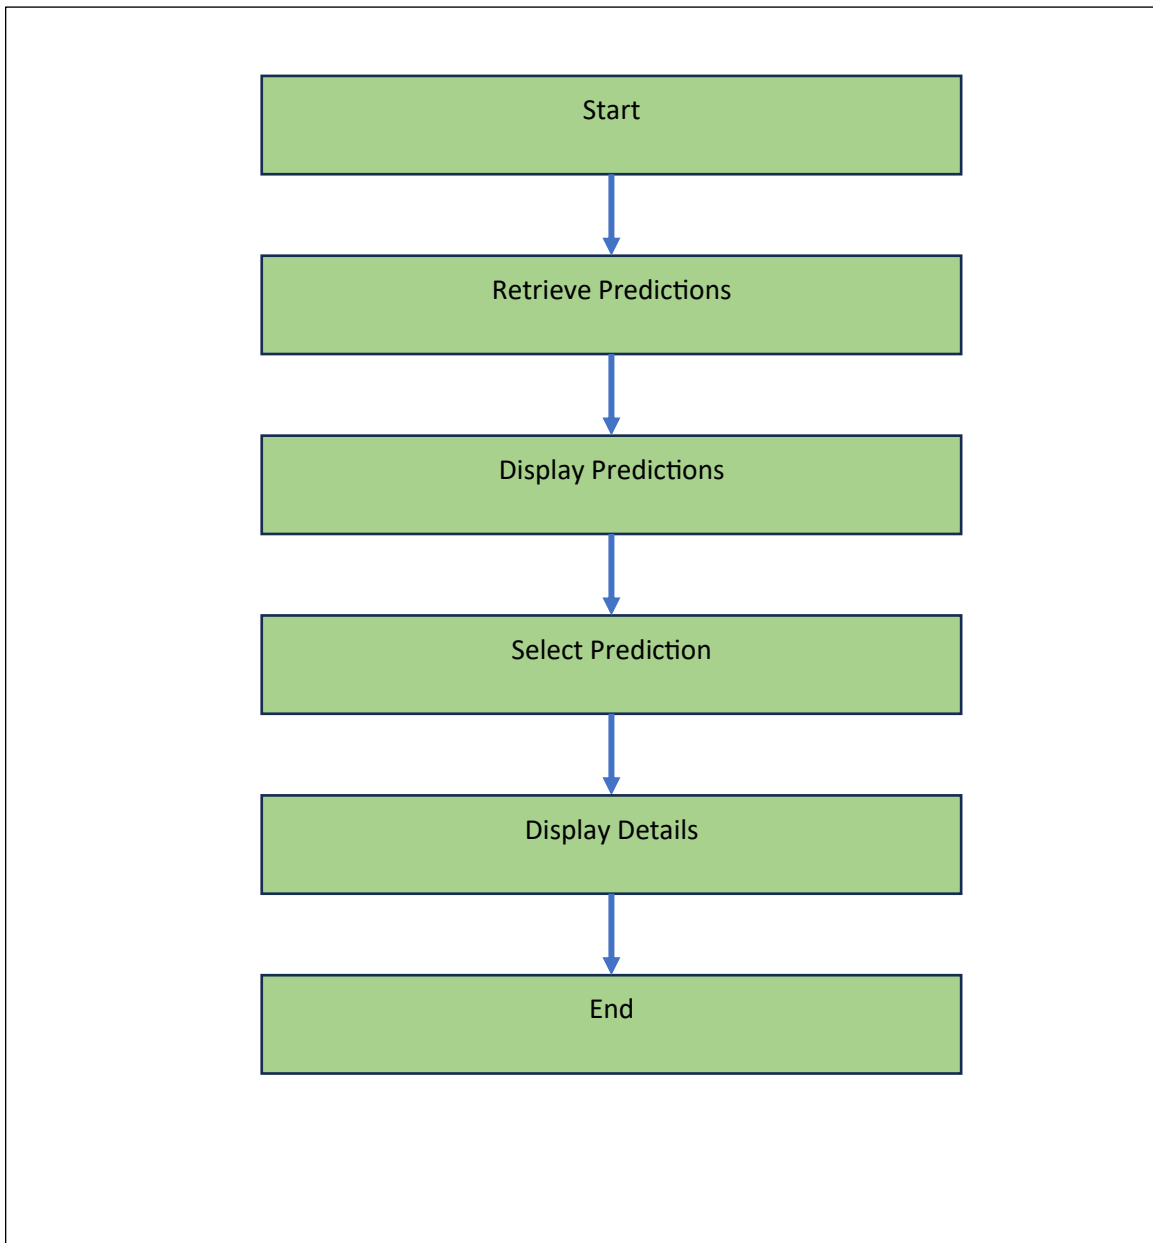 Start
Retrieve Predictions
Display Predictions
Select Prediction
Display Details
End